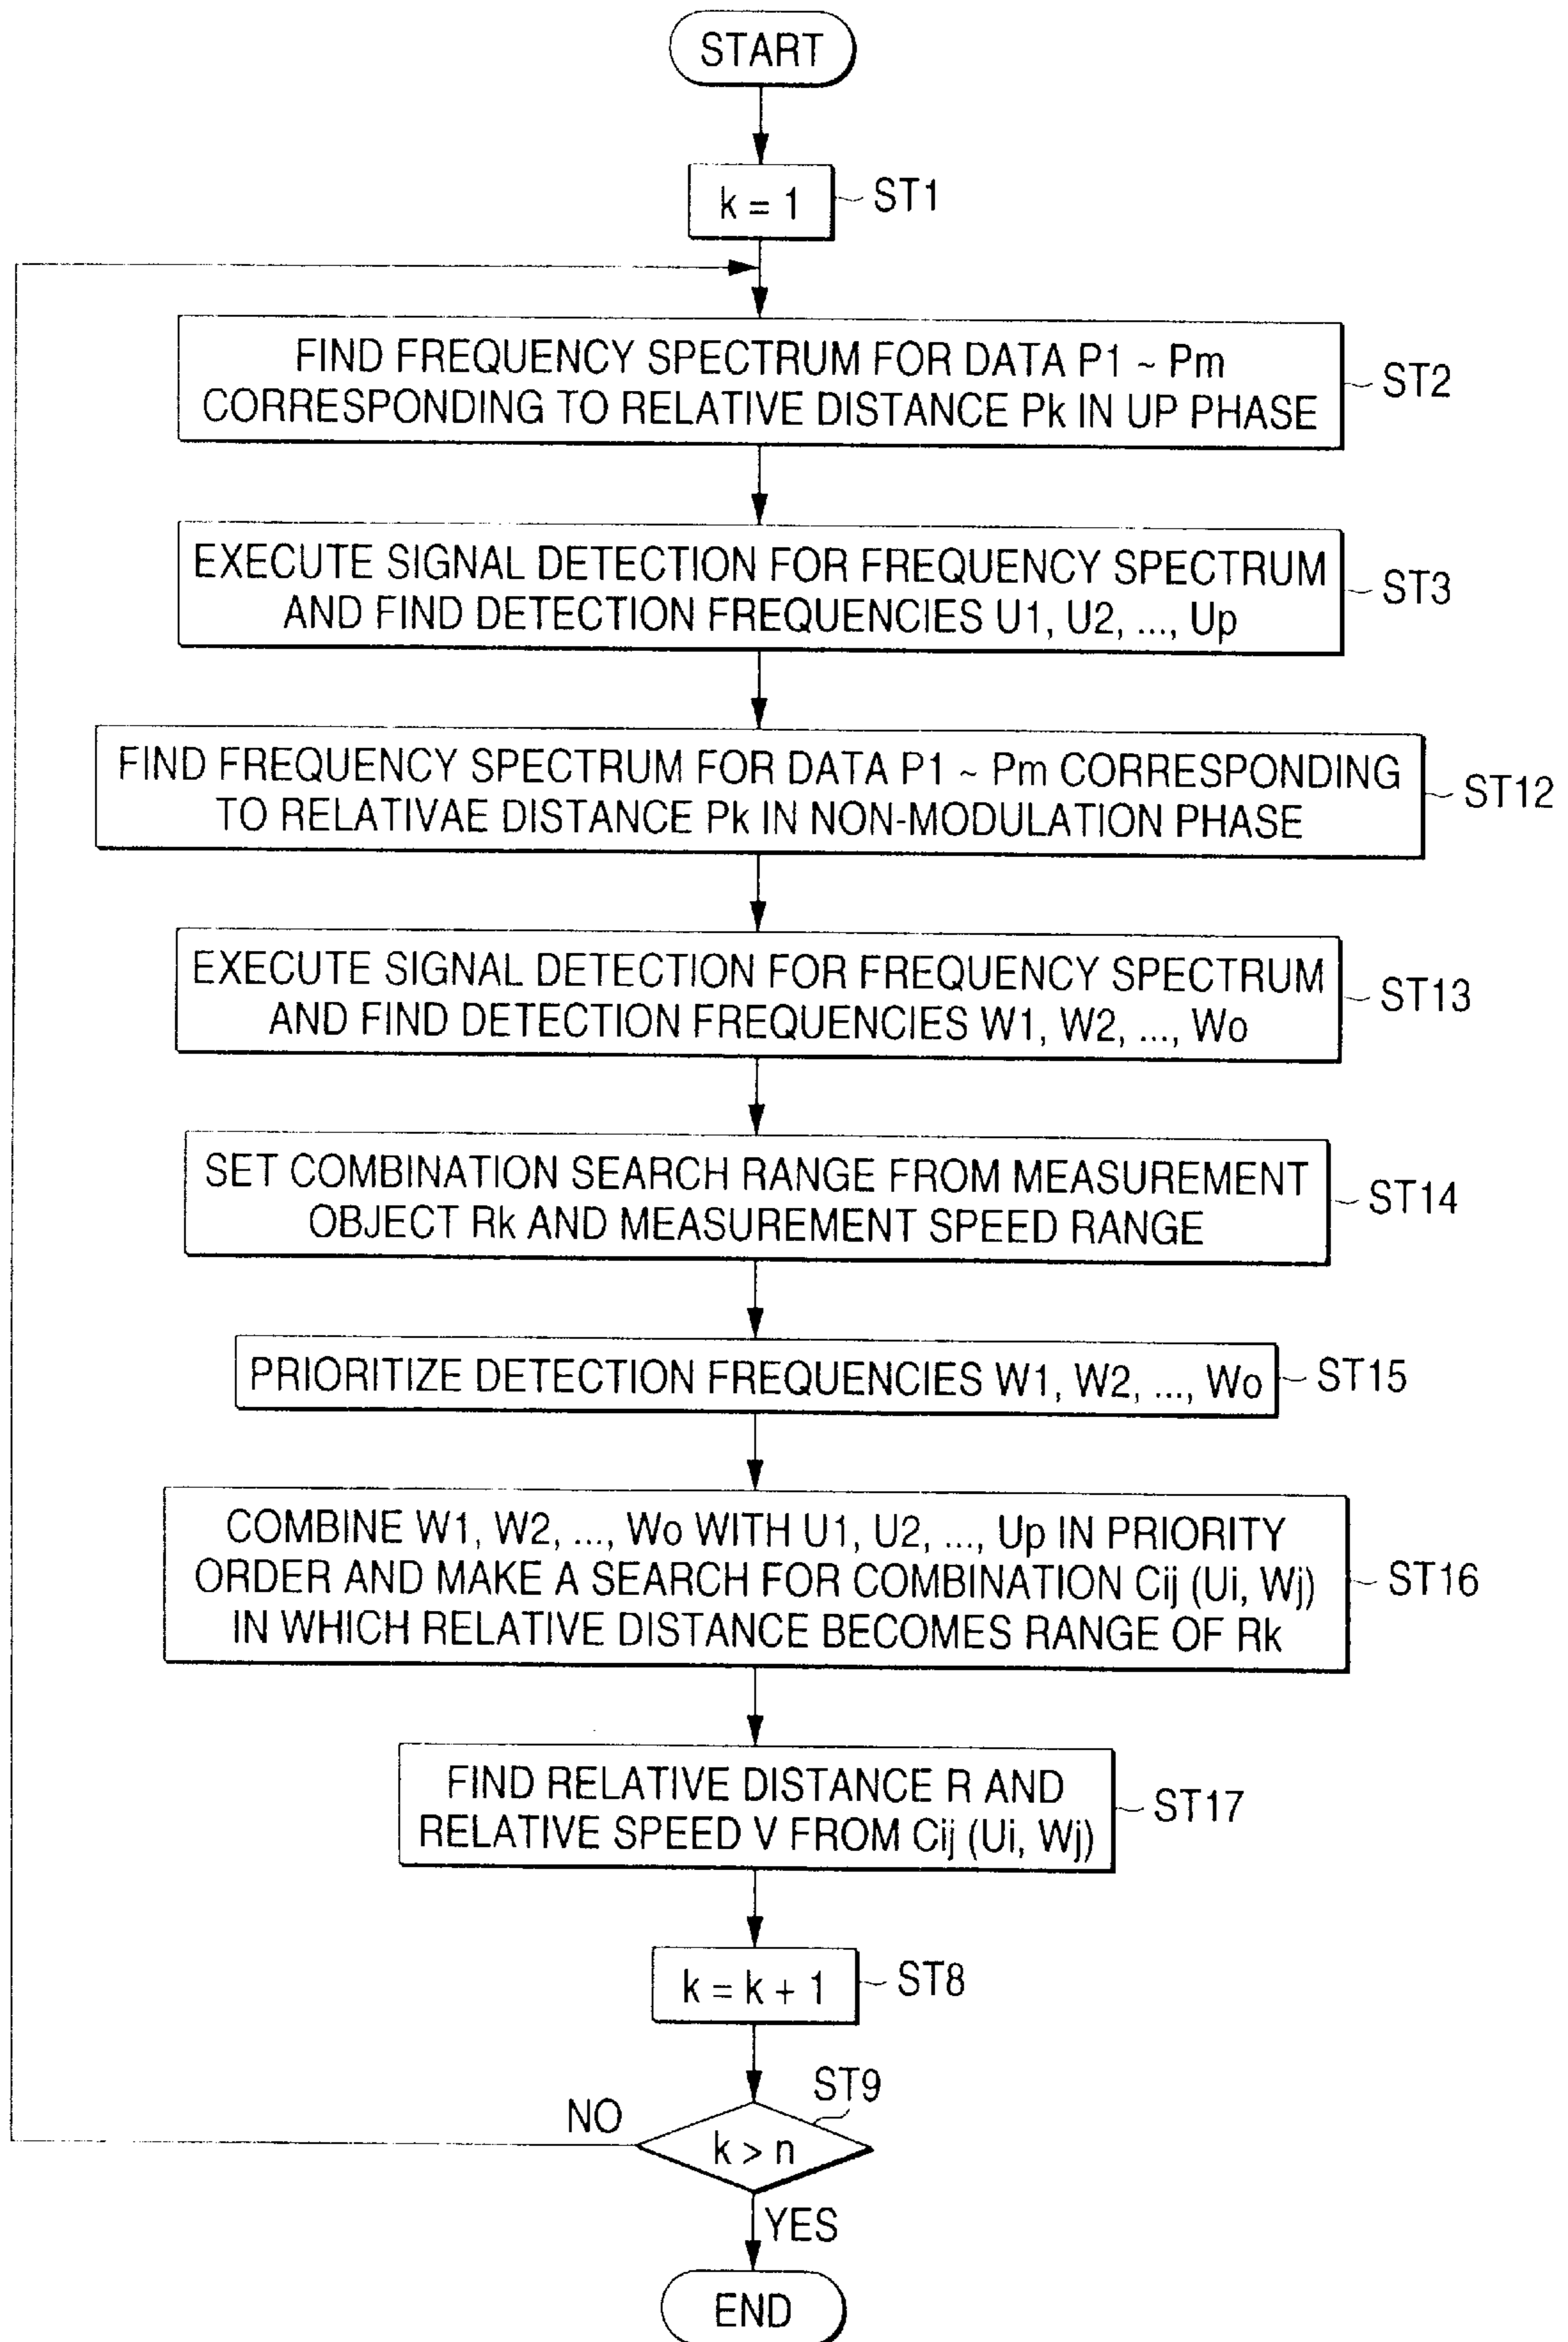 START
k = 1
ST1
FIND FREQUENCY SPECTRUM FOR DATA P1 ~ Pm
CORRESPONDING TO RELATIVE DISTANCE Pk IN UP PHASE
ST2
EXECUTE SIGNAL DETECTION FOR FREQUENCY SPECTRUM
AND FIND DETECTION FREQUENCIES U1, U2, ..., Up
ST3
FIND FREQUENCY SPECTRUM FOR DATA P1 ~ Pm CORRESPONDING
TO RELATIVAE DISTANCE Pk IN NON-MODULATION PHASE
ST12
EXECUTE SIGNAL DETECTION FOR FREQUENCY SPECTRUM
AND FIND DETECTION FREQUENCIES W1, W2, ..., Wo
ST13
SET COMBINATION SEARCH RANGE FROM MEASUREMENT
OBJECT Rk AND MEASUREMENT SPEED RANGE
ST14
PRIORITIZE DETECTION FREQUENCIES W1, W2, ..., Wo
ST15
COMBINE W1, W2, ..., Wo WITH U1, U2, ..., Up IN PRIORITY
ORDER AND MAKE A SEARCH FOR COMBINATION Cij (Ui, Wj)
IN WHICH RELATIVE DISTANCE BECOMES RANGE OF Rk
ST16
FIND RELATIVE DISTANCE R AND
RELATIVE SPEED V FROM Cij (Ui, Wj)
ST17
k = k + 1
ST8
ST9
NO
k > n
YES
END